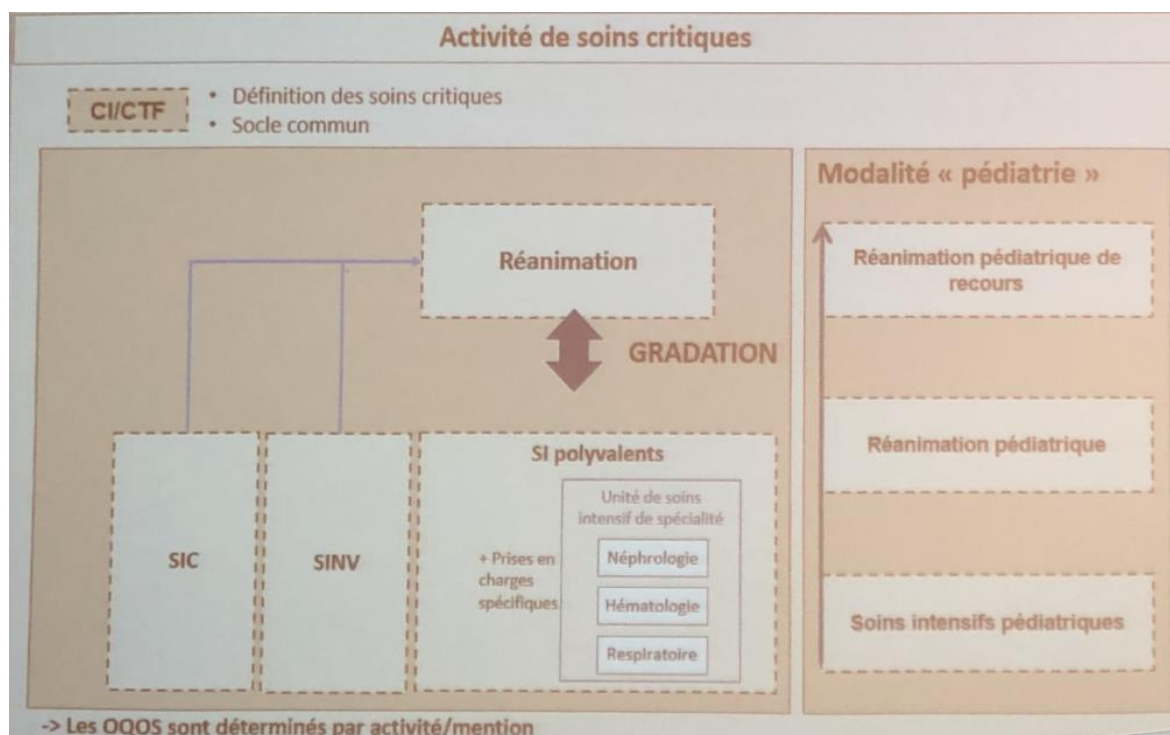 Activité de soins critiques
CI/CTF
• Définition des soins critiques
• Socle commun
Réanimation
GRADATION
SIC
SINV
SI polyvalents
+ Prises en
charges
spécifiques
Unité de soins
intensif de spécialité
Néphrologie
Hématologie
Respiratoire
Modalité « pédiatrie »
Réanimation pédiatrique de
recours
Réanimation pédiatrique
Soins intensifs pédiatriques
-> Les OQOS sont déterminés par activité/mention